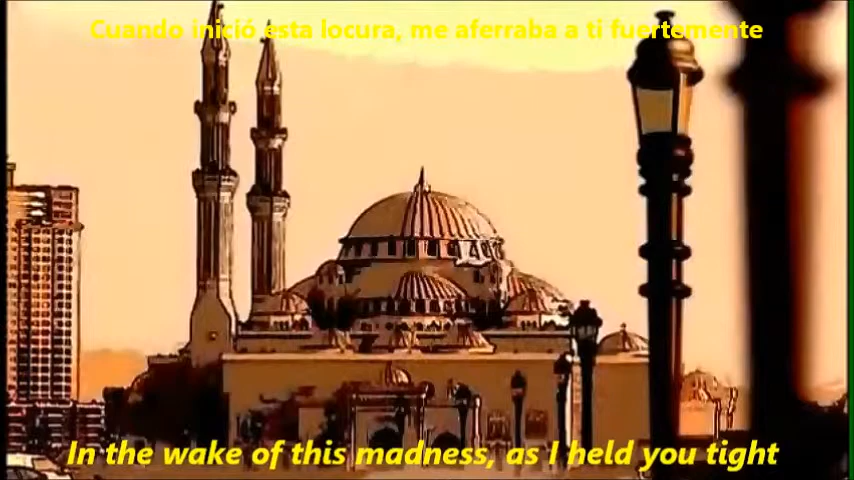 Cuando inició esta locura, me aferraba a ti fuertemente
In the wake of this madness, as I held you tight